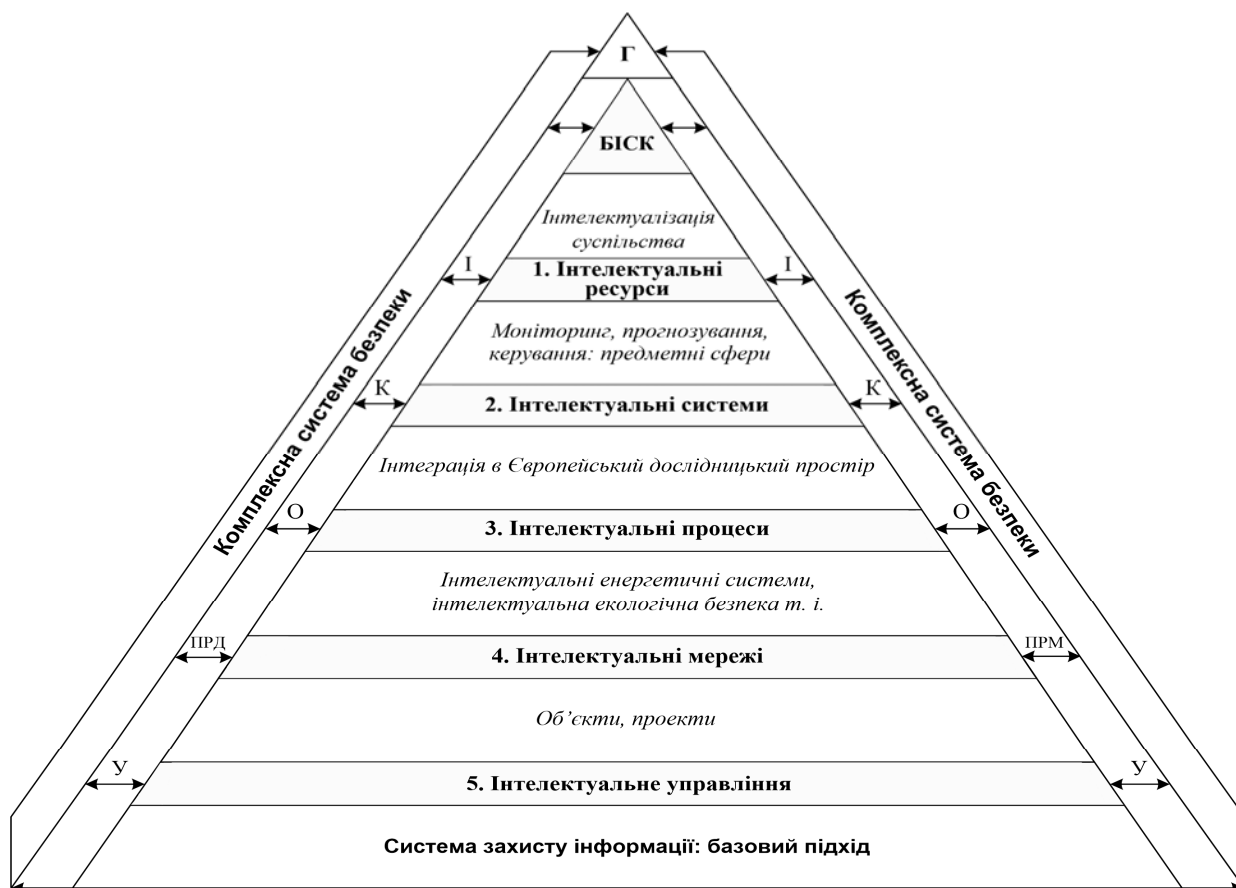 Г
БІСК
Інтелектуалізація
суспільства
І
1. Інтелектуальні
ресурси
І
Комплексна система безпеки
Комплексна система безпеки
Моніторинг, прогнозування,
керування: предметні сфери
К
2. Інтелектуальні системи
К
Інтеграція в Європейський дослідницький простір
О
3. Інтелектуальні процеси
О
Інтелектуальні енергетичні системи,
інтелектуальна екологічна безпека т. і.
ПРД
4. Інтелектуальні мережі
ПРМ
Об’єкти, проекти
У
5. Інтелектуальне управління
У
Система захисту інформації: базовий підхід